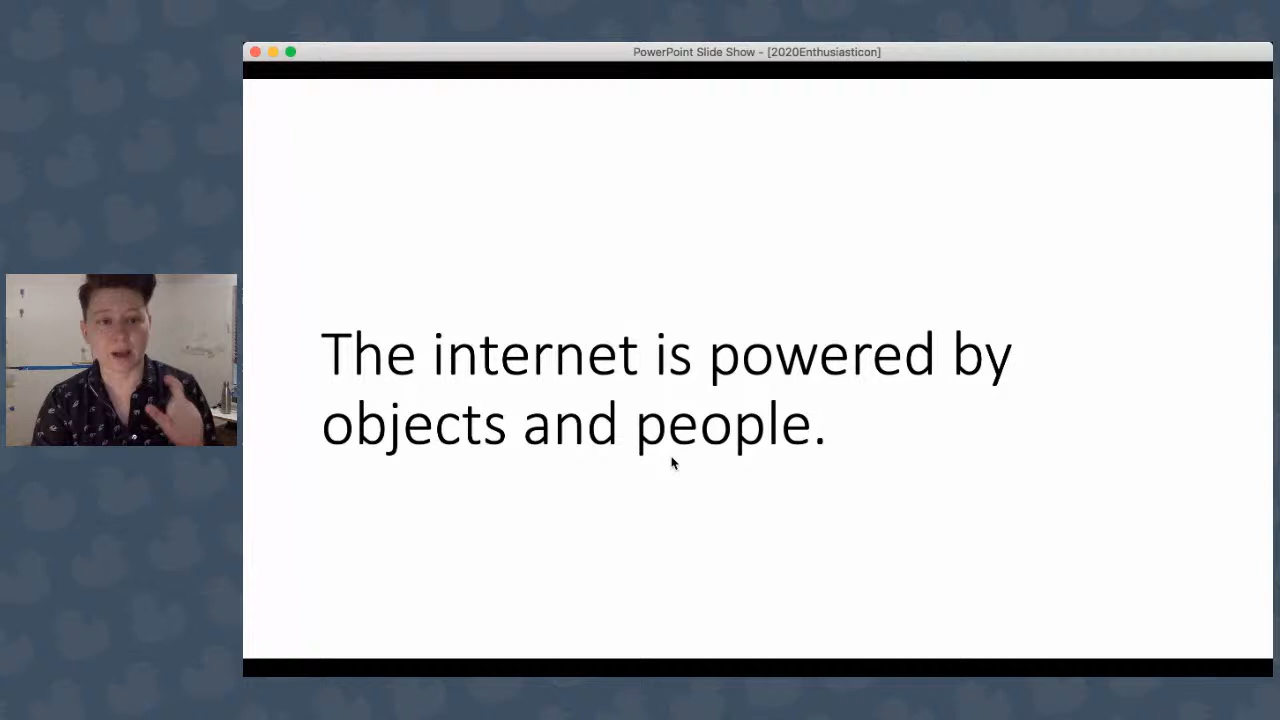 PowerPoint Slide Show - [2020Enthusiasticon]
The internet is powered by
objects and people.